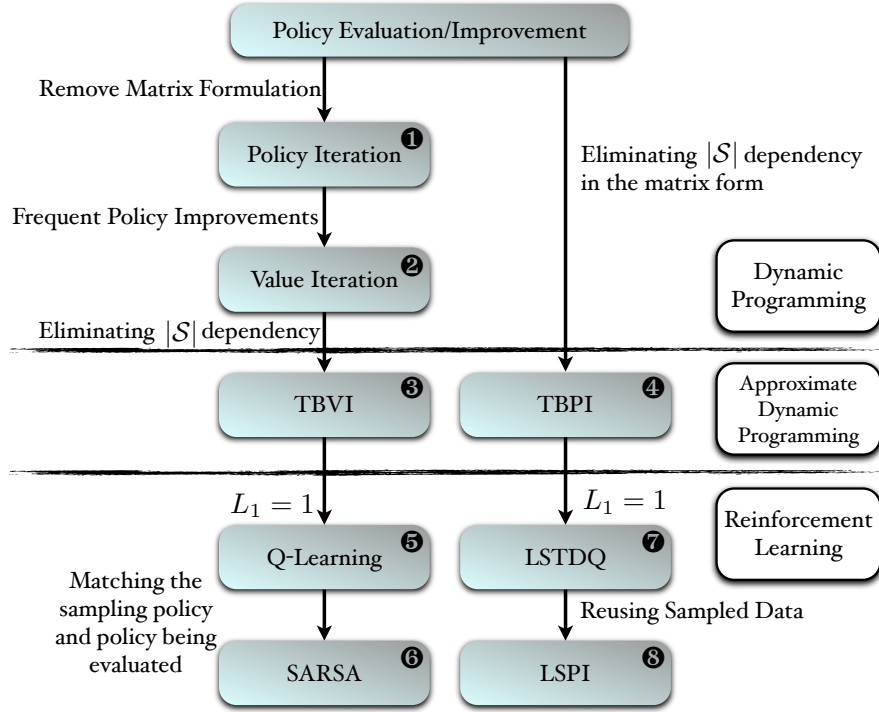 Policy Evaluation/Improvement
Remove Matrix Formulation
❶
Policy Iteration
Eliminating |𝒮| dependency
in the matrix form
Frequent Policy Improvements
❷
Value Iteration
Dynamic
Programming
Eliminating |𝒮| dependency
❸
TBVI
❹
TBPI
Approximate
Dynamic
Programming
L₁ = 1
L₁ = 1
Reinforcement
Learning
❺
Q-Learning
❼
LSTDQ
Matching the
sampling policy
and policy being
evaluated
Reusing Sampled Data
❻
SARSA
❽
LSPI